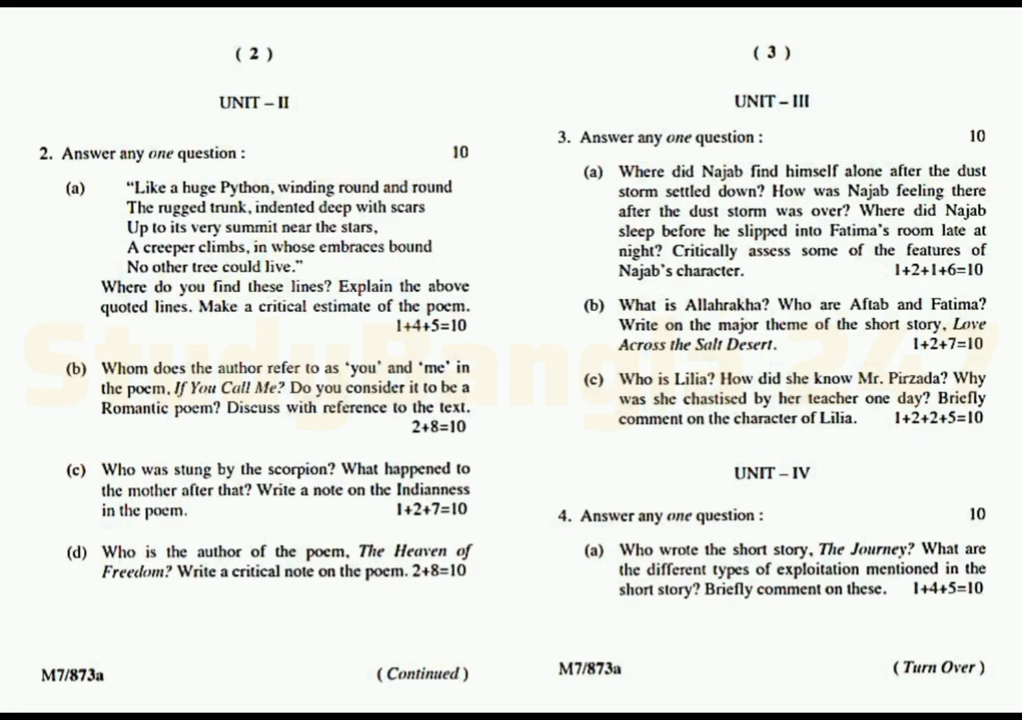 ( 2 )
UNIT – II
2. Answer any one question : 10
(a) “Like a huge Python, winding round and round
The rugged trunk, indented deep with scars
Up to its very summit near the stars,
A creeper climbs, in whose embraces bound
No other tree could live.”
Where do you find these lines? Explain the above
quoted lines. Make a critical estimate of the poem.
1+4+5=10
(b) Whom does the author refer to as ‘you’ and ‘me’ in
the poem, If You Call Me? Do you consider it to be a
Romantic poem? Discuss with reference to the text.
2+8=10
(c) Who was stung by the scorpion? What happened to
the mother after that? Write a note on the Indianness
in the poem. 1+2+7=10
(d) Who is the author of the poem, The Heaven of
Freedom? Write a critical note on the poem. 2+8=10
M7/873a ( Continued )
( 3 )
UNIT – III
3. Answer any one question : 10
(a) Where did Najab find himself alone after the dust
storm settled down? How was Najab feeling there
after the dust storm was over? Where did Najab
sleep before he slipped into Fatima’s room late at
night? Critically assess some of the features of
Najab’s character. 1+2+1+6=10
(b) What is Allahrakha? Who are Aftab and Fatima?
Write on the major theme of the short story, Love
Across the Salt Desert. 1+2+7=10
(c) Who is Lilia? How did she know Mr. Pirzada? Why
was she chastised by her teacher one day? Briefly
comment on the character of Lilia. 1+2+2+5=10
UNIT – IV
4. Answer any one question : 10
(a) Who wrote the short story, The Journey? What are
the different types of exploitation mentioned in the
short story? Briefly comment on these. 1+4+5=10
M7/873a ( Turn Over )